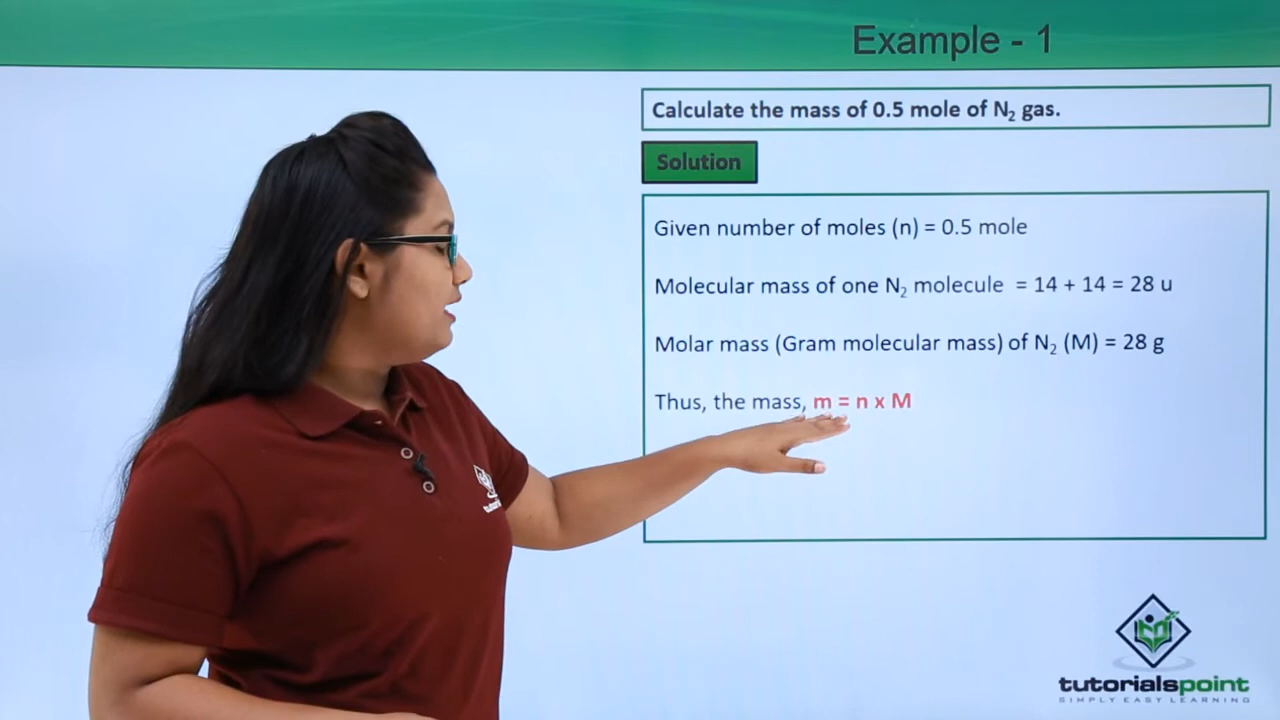 Example - 1
Calculate the mass of 0.5 mole of N₂ gas.
Solution
Given number of moles (n) = 0.5 mole
Molecular mass of one N₂ molecule = 14 + 14 = 28 u
Molar mass (Gram molecular mass) of N₂ (M) = 28 g
Thus, the mass, m = n x M
tutorialspoint
SIMPLY EASY LEARNING